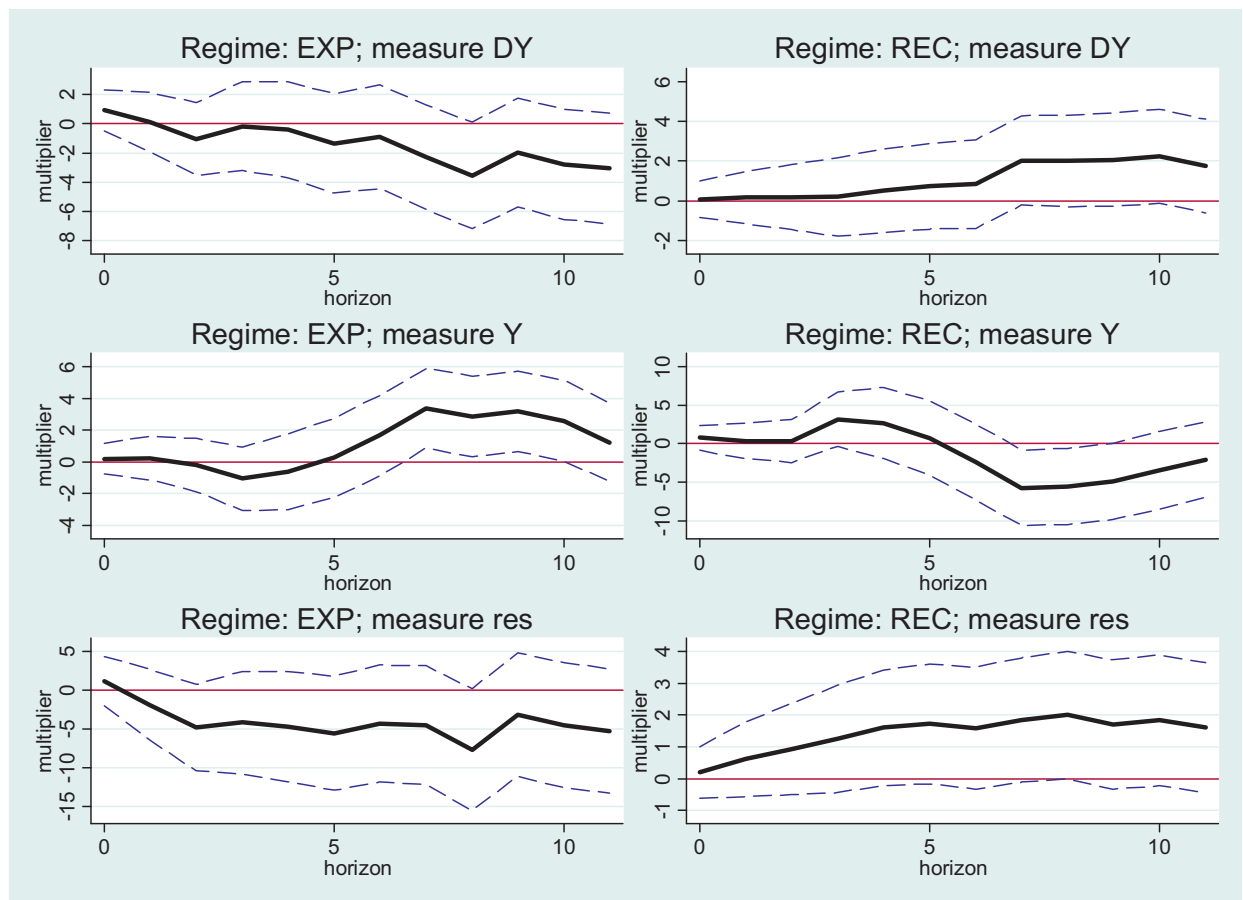 Regime: EXP; measure DY
multiplier
2
0
-2
-4
-6
-8
0
5
10
horizon
Regime: REC; measure DY
multiplier
6
4
2
0
-2
0
5
10
horizon
Regime: EXP; measure Y
multiplier
6
4
2
0
-2
-4
0
5
10
horizon
Regime: REC; measure Y
multiplier
10
5
0
-5
-10
0
5
10
horizon
Regime: EXP; measure res
multiplier
5
0
-5
-10
-15
0
5
10
horizon
Regime: REC; measure res
multiplier
4
3
2
1
0
-1
0
5
10
horizon